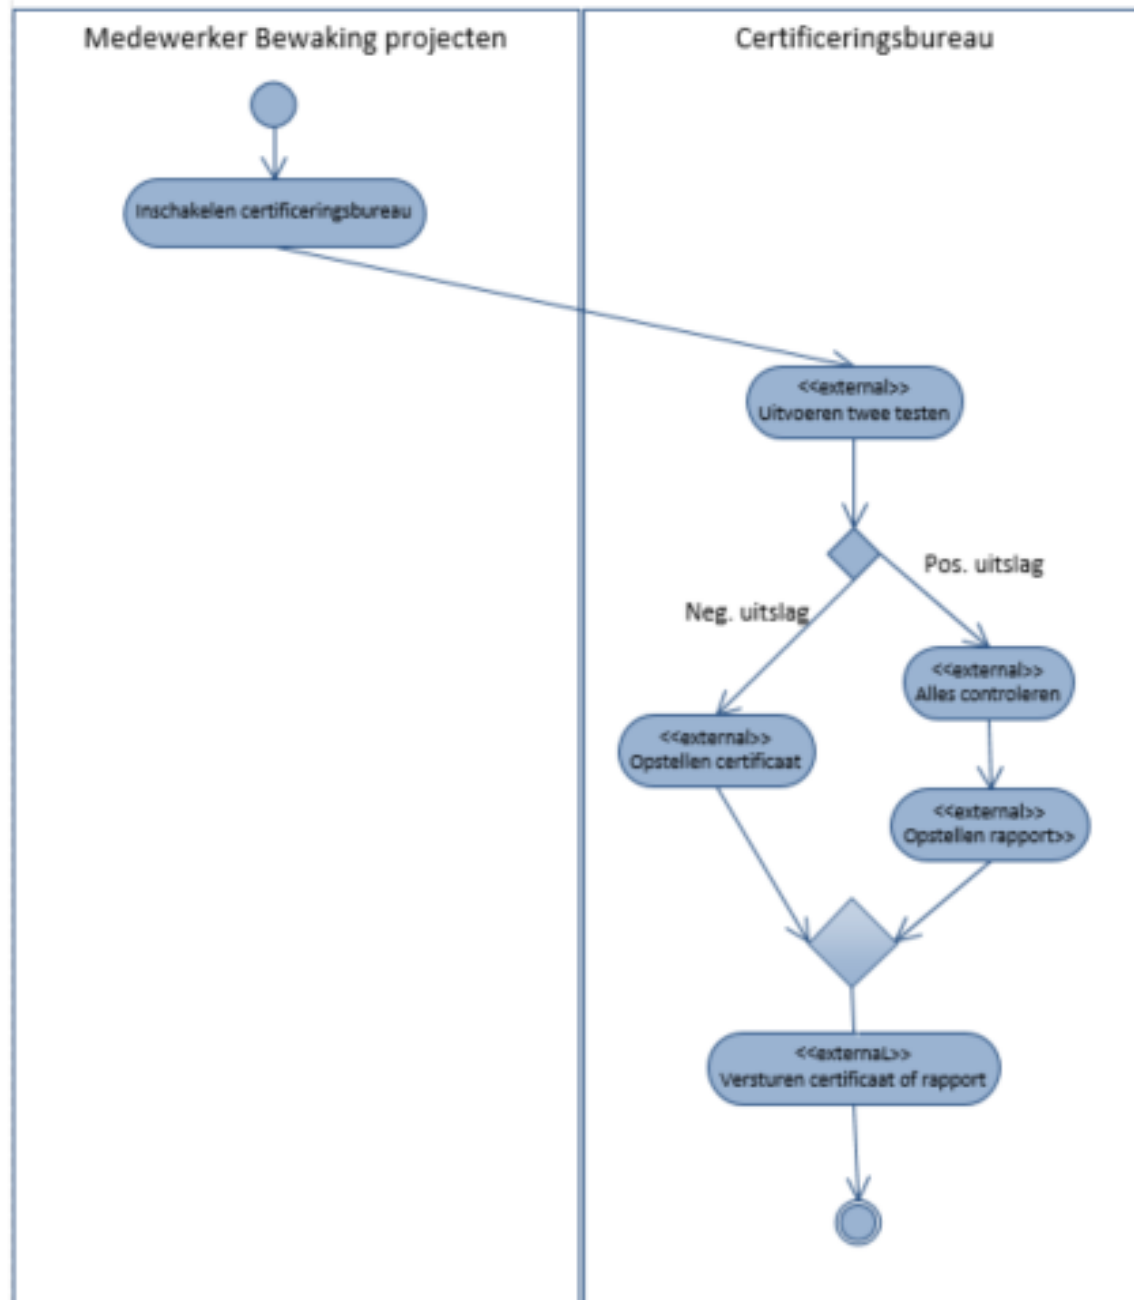 Medewerker Bewaking projecten
Certificeringsbureau
Inschakelen certificeringsbureau
<<external>>
Uitvoeren twee testen
Pos. uitslag
Neg. uitslag
<<external>>
Alles controleren
<<external>>
Opstellen certificaat
<<external>>
Opstellen rapport>>
<<externaL>>
Versturen certificaat of rapport